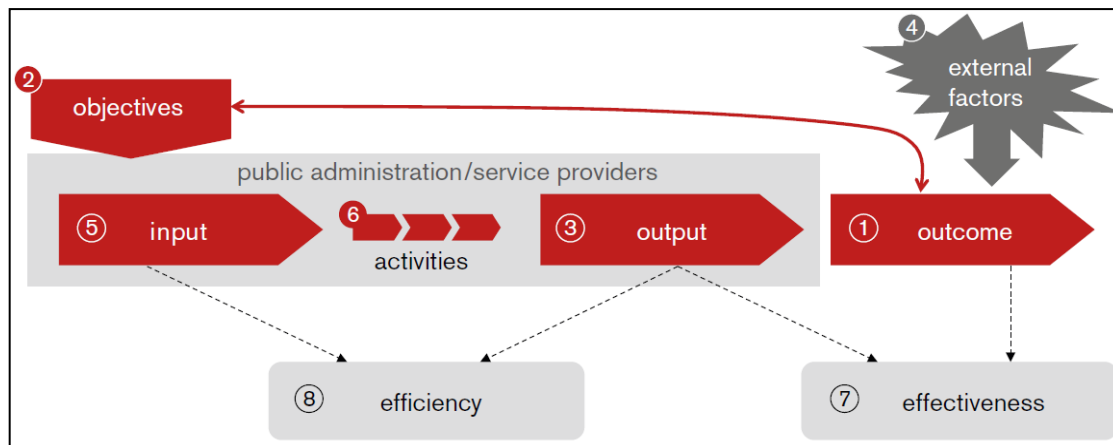 ④
external
factors
② objectives
public administration/service providers
⑤ input
⑥
activities
③ output
① outcome
⑧ efficiency
⑦ effectiveness